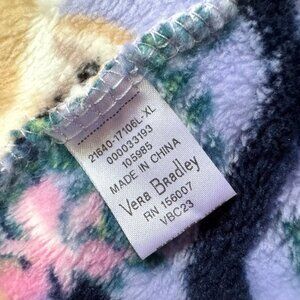 21640-17106L-XL
000033193
105985
MADE IN CHINA
Vera Bradley
RN 156007
VBC23